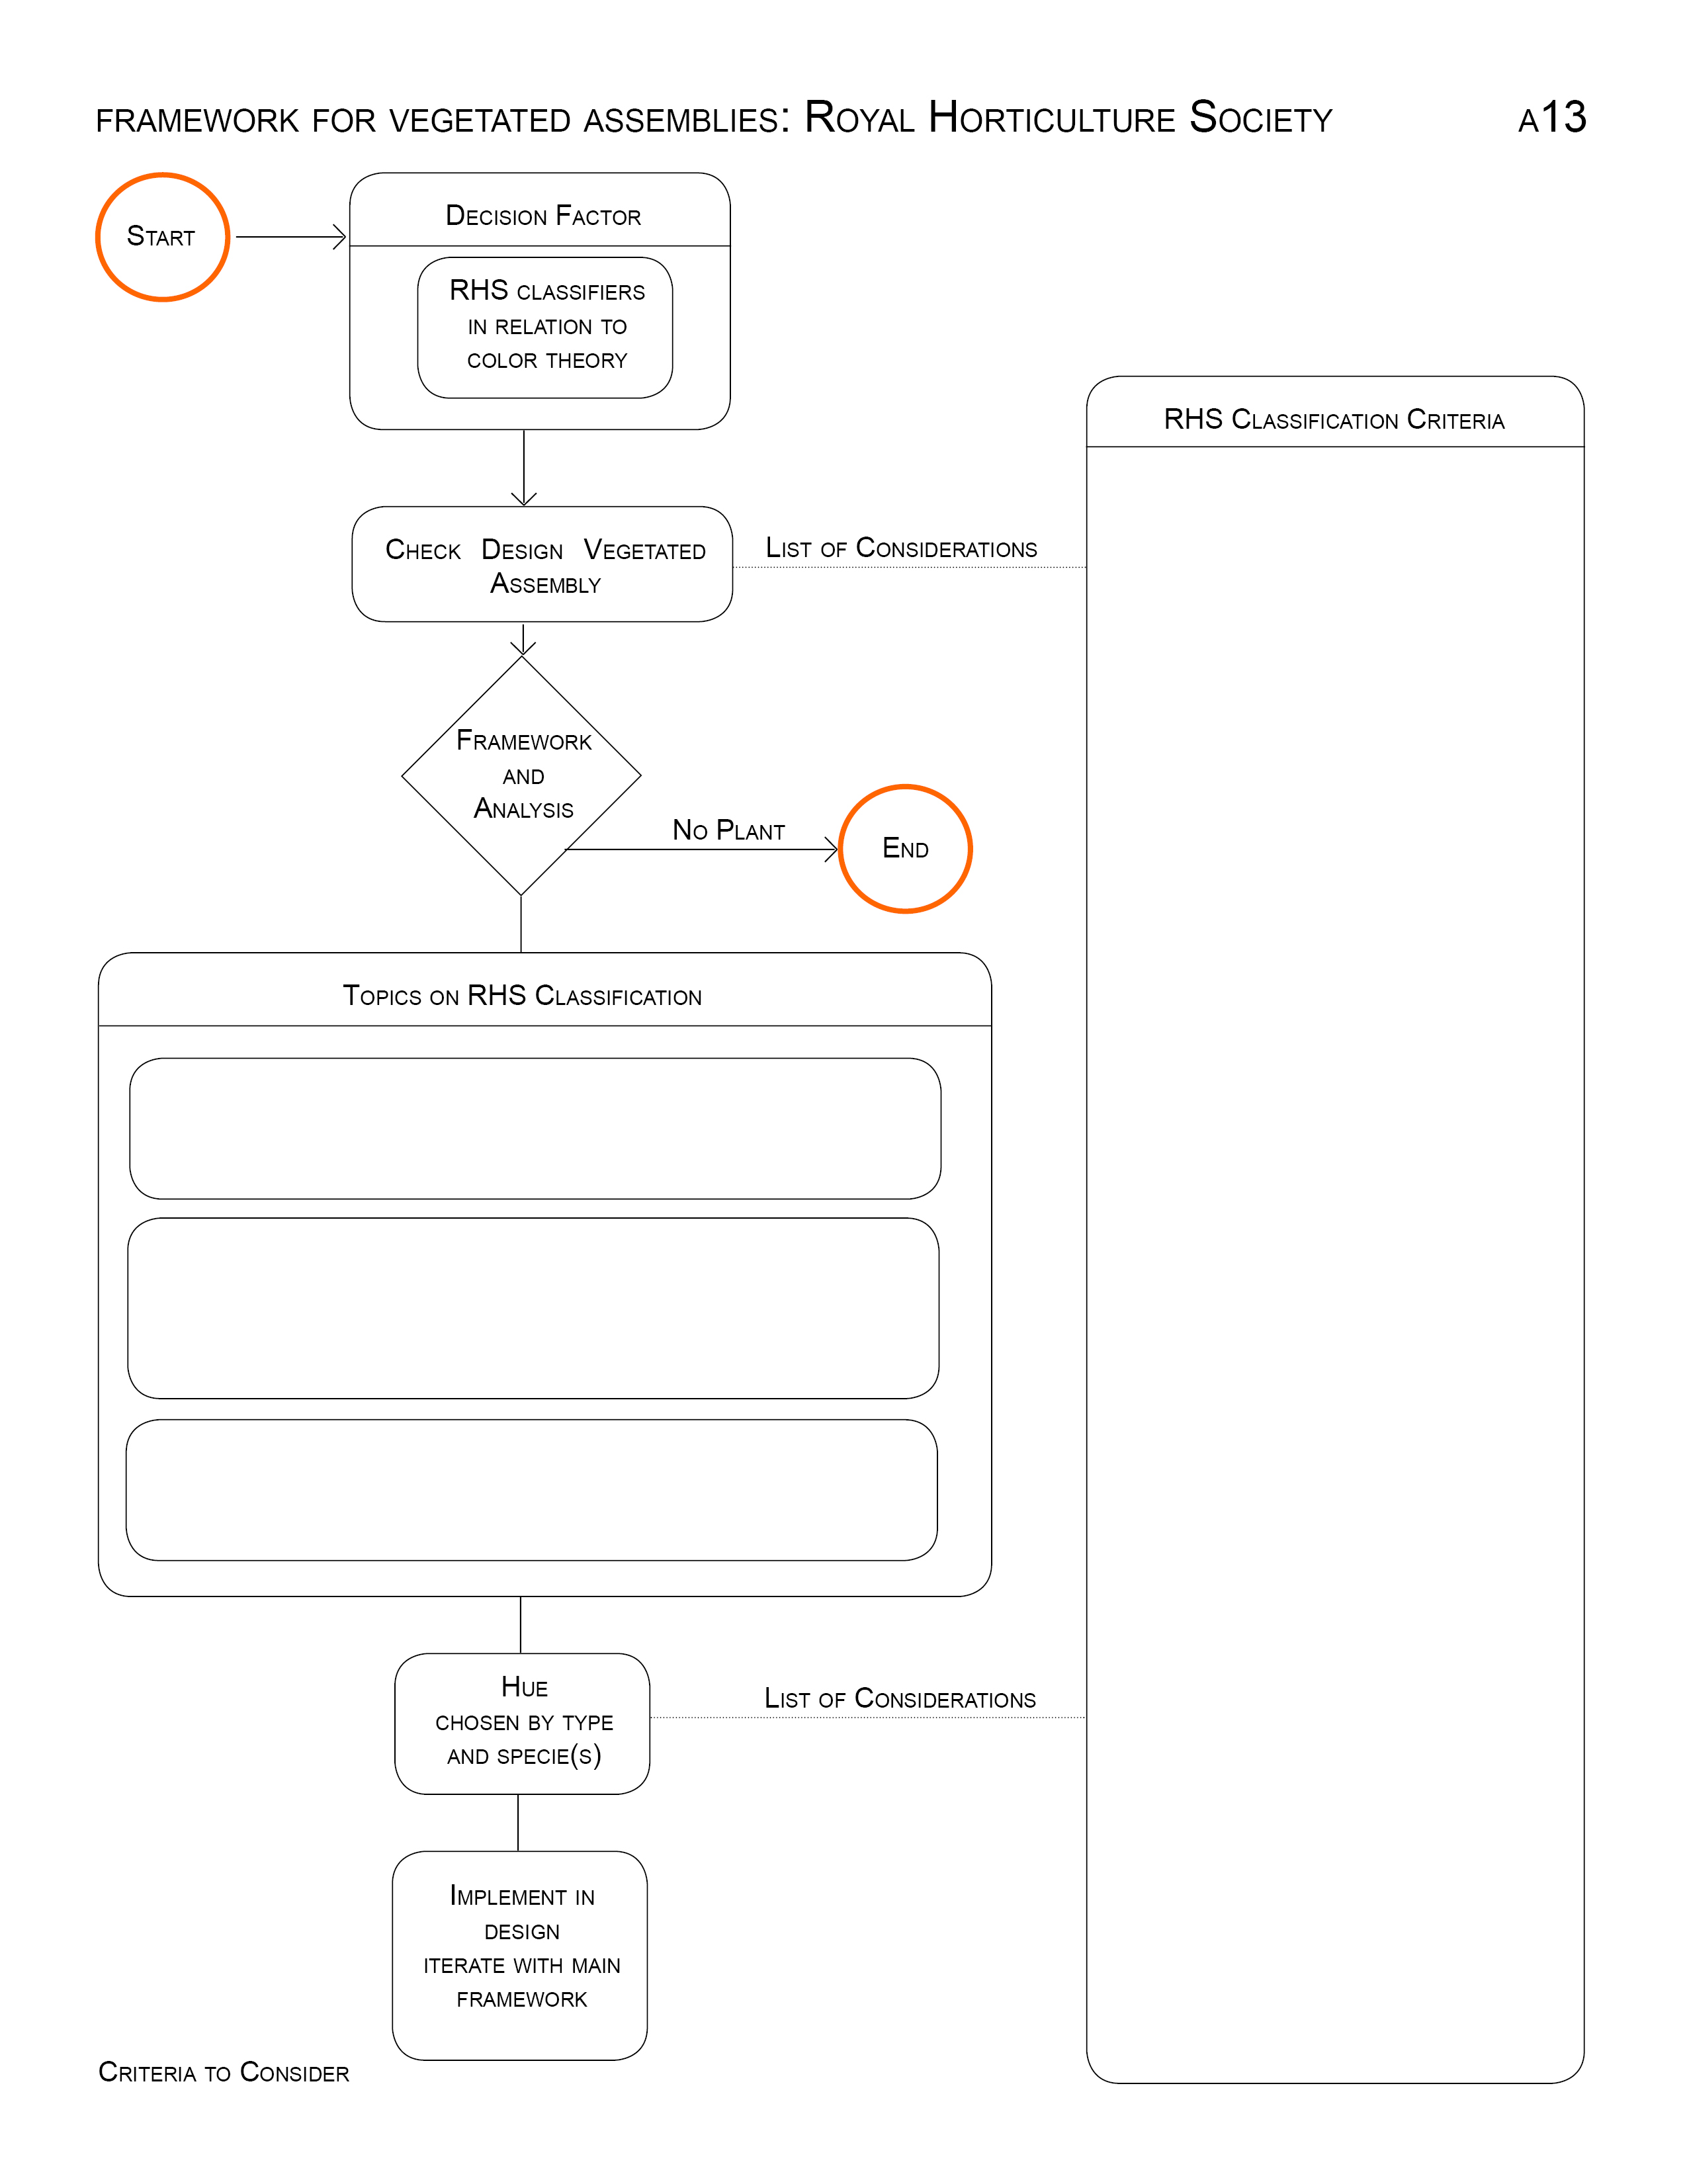 FRAMEWORK FOR VEGETATED ASSEMBLIES: ROYAL HORTICULTURE SOCIETY A13
START
DECISION FACTOR
RHS CLASSIFIERS
IN RELATION TO
COLOR THEORY
RHS CLASSIFICATION CRITERIA
CHECK DESIGN VEGETATED
ASSEMBLY
LIST OF CONSIDERATIONS
FRAMEWORK
AND
ANALYSIS
NO PLANT
END
TOPICS ON RHS CLASSIFICATION
HUE
CHOSEN BY TYPE
AND SPECIE(S)
LIST OF CONSIDERATIONS
IMPLEMENT IN
DESIGN
ITERATE WITH MAIN
FRAMEWORK
CRITERIA TO CONSIDER